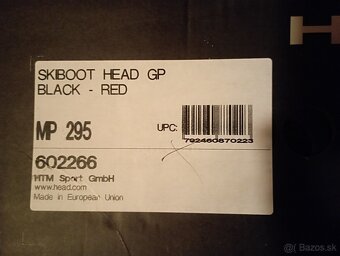 H
SKIBOOT HEAD GP
BLACK - RED
MP 295
UPC:
792460870223
602266
HTM Sport GmbH
www.head.com
Made in European Union
Bazos.sk